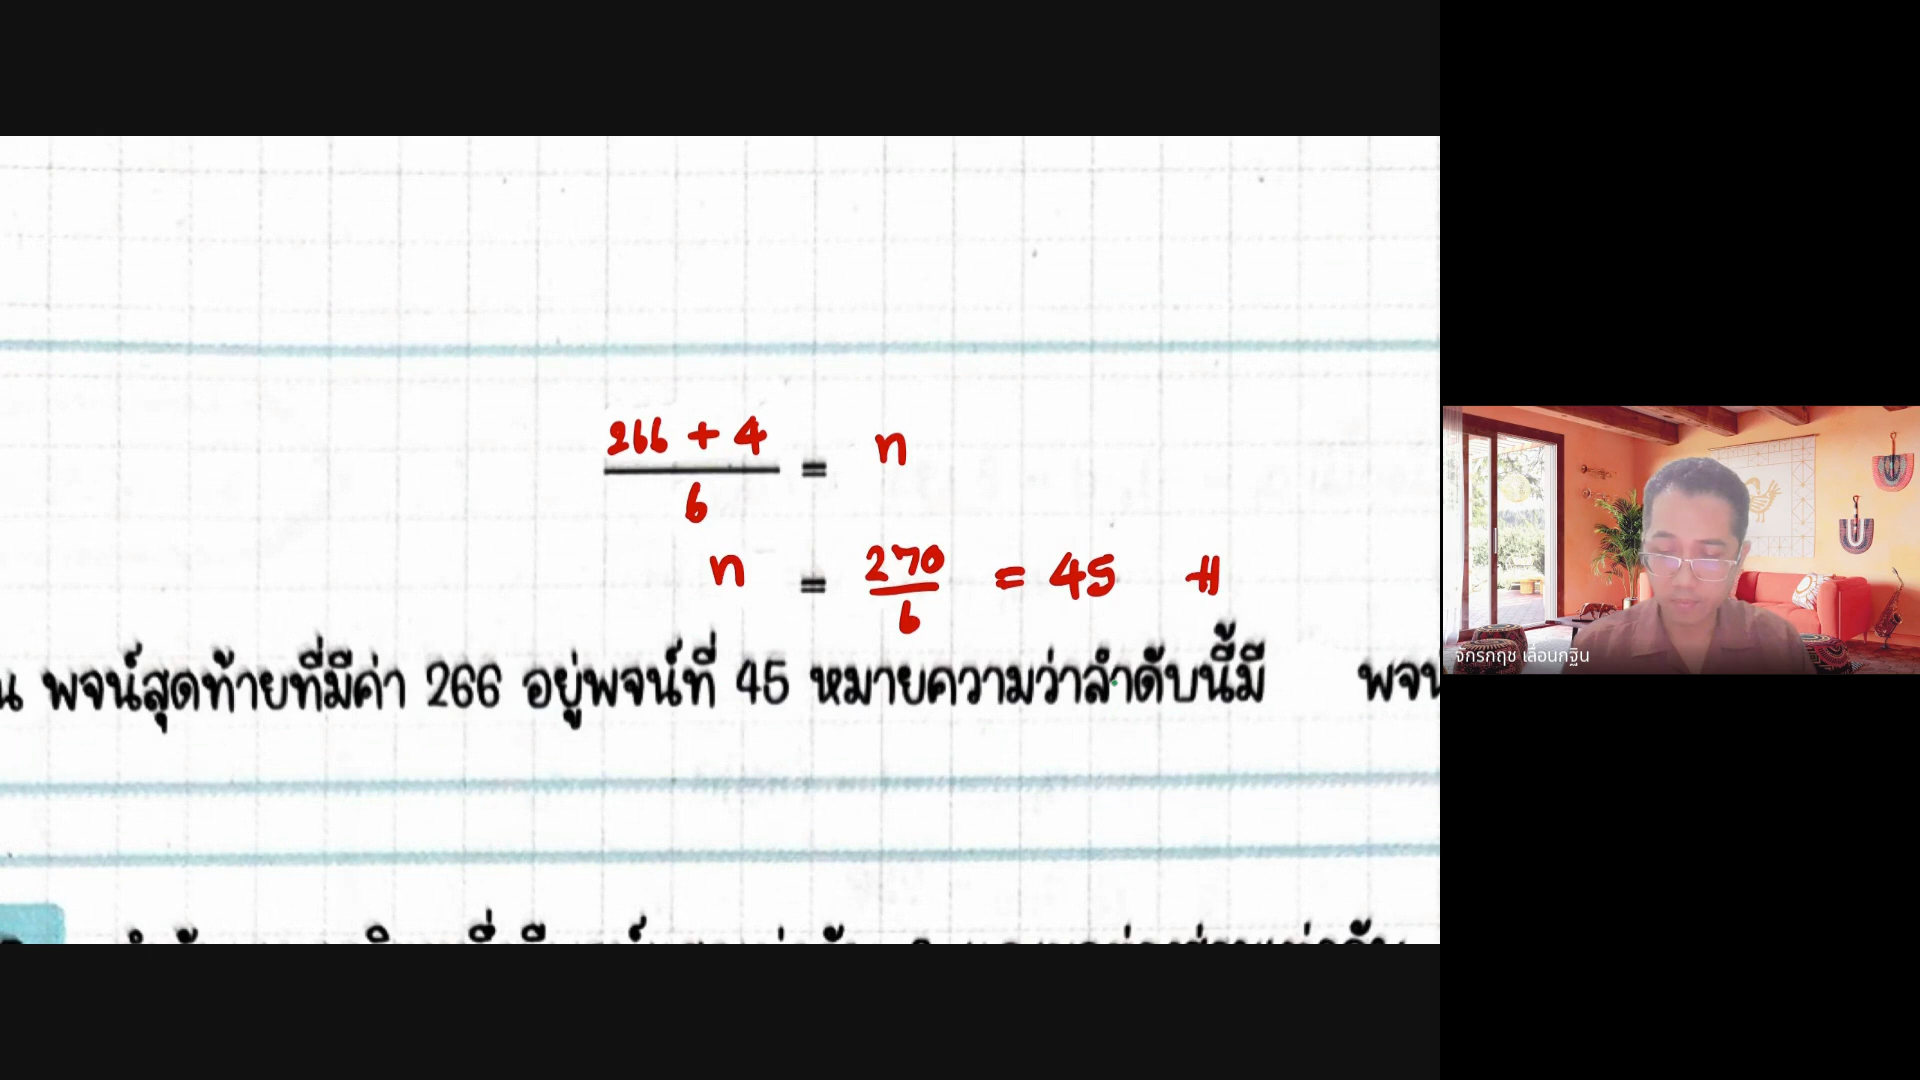 266 + 4 = n
6
n = 270 = 45 #
6
พจน์สุดท้ายที่มีค่า 266 อยู่พจน์ที่ 45 หมายความว่าลำดับนี้มี
จักรกฤช เลื่อนกฐิน